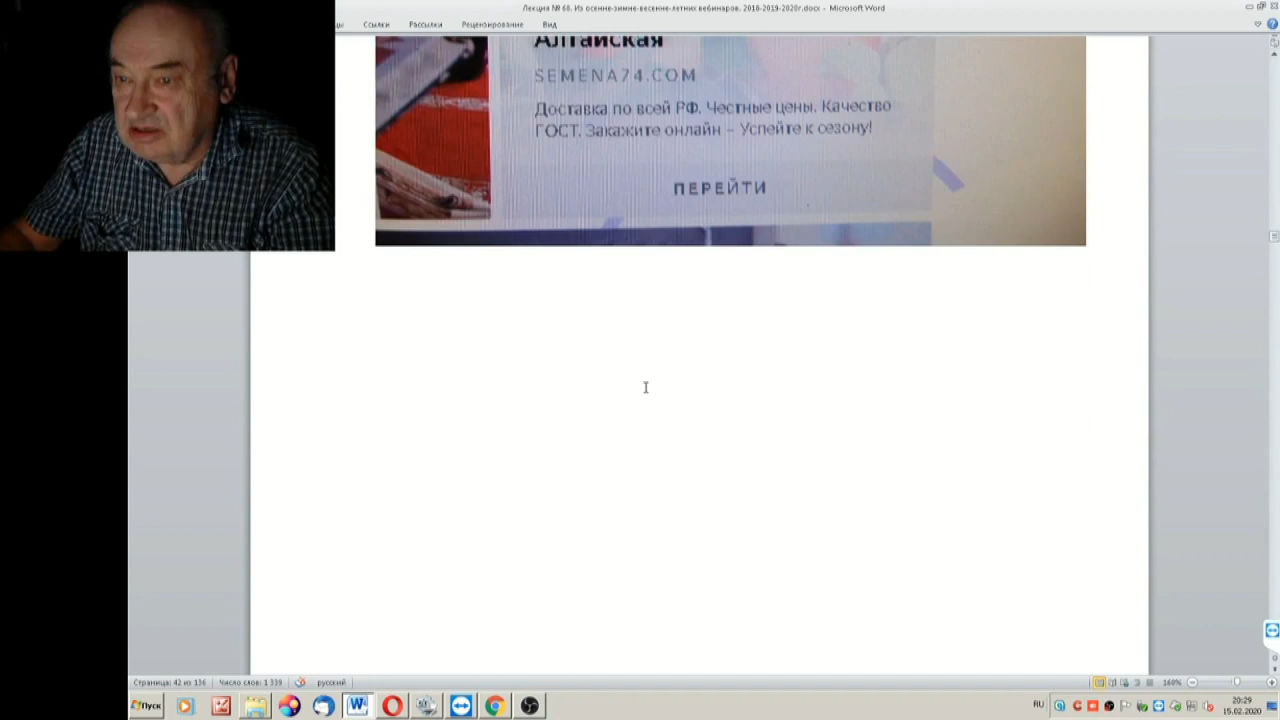 Лекция № 68. Из осенне-зимне-весенне-летних вебинаров. 2018-2019-2020г.docx - Microsoft Word
Ссылки Рассылки Рецензирование Вид
Алтайская
SEMENA74.COM
Доставка по всей РФ. Честные цены. Качество
ГОСТ. Закажите онлайн – Успейте к сезону!
ПЕРЕЙТИ
Страница: 42 из 136 Число слов: 1 339 русский 160%
Пуск RU 20:29
15.02.2020